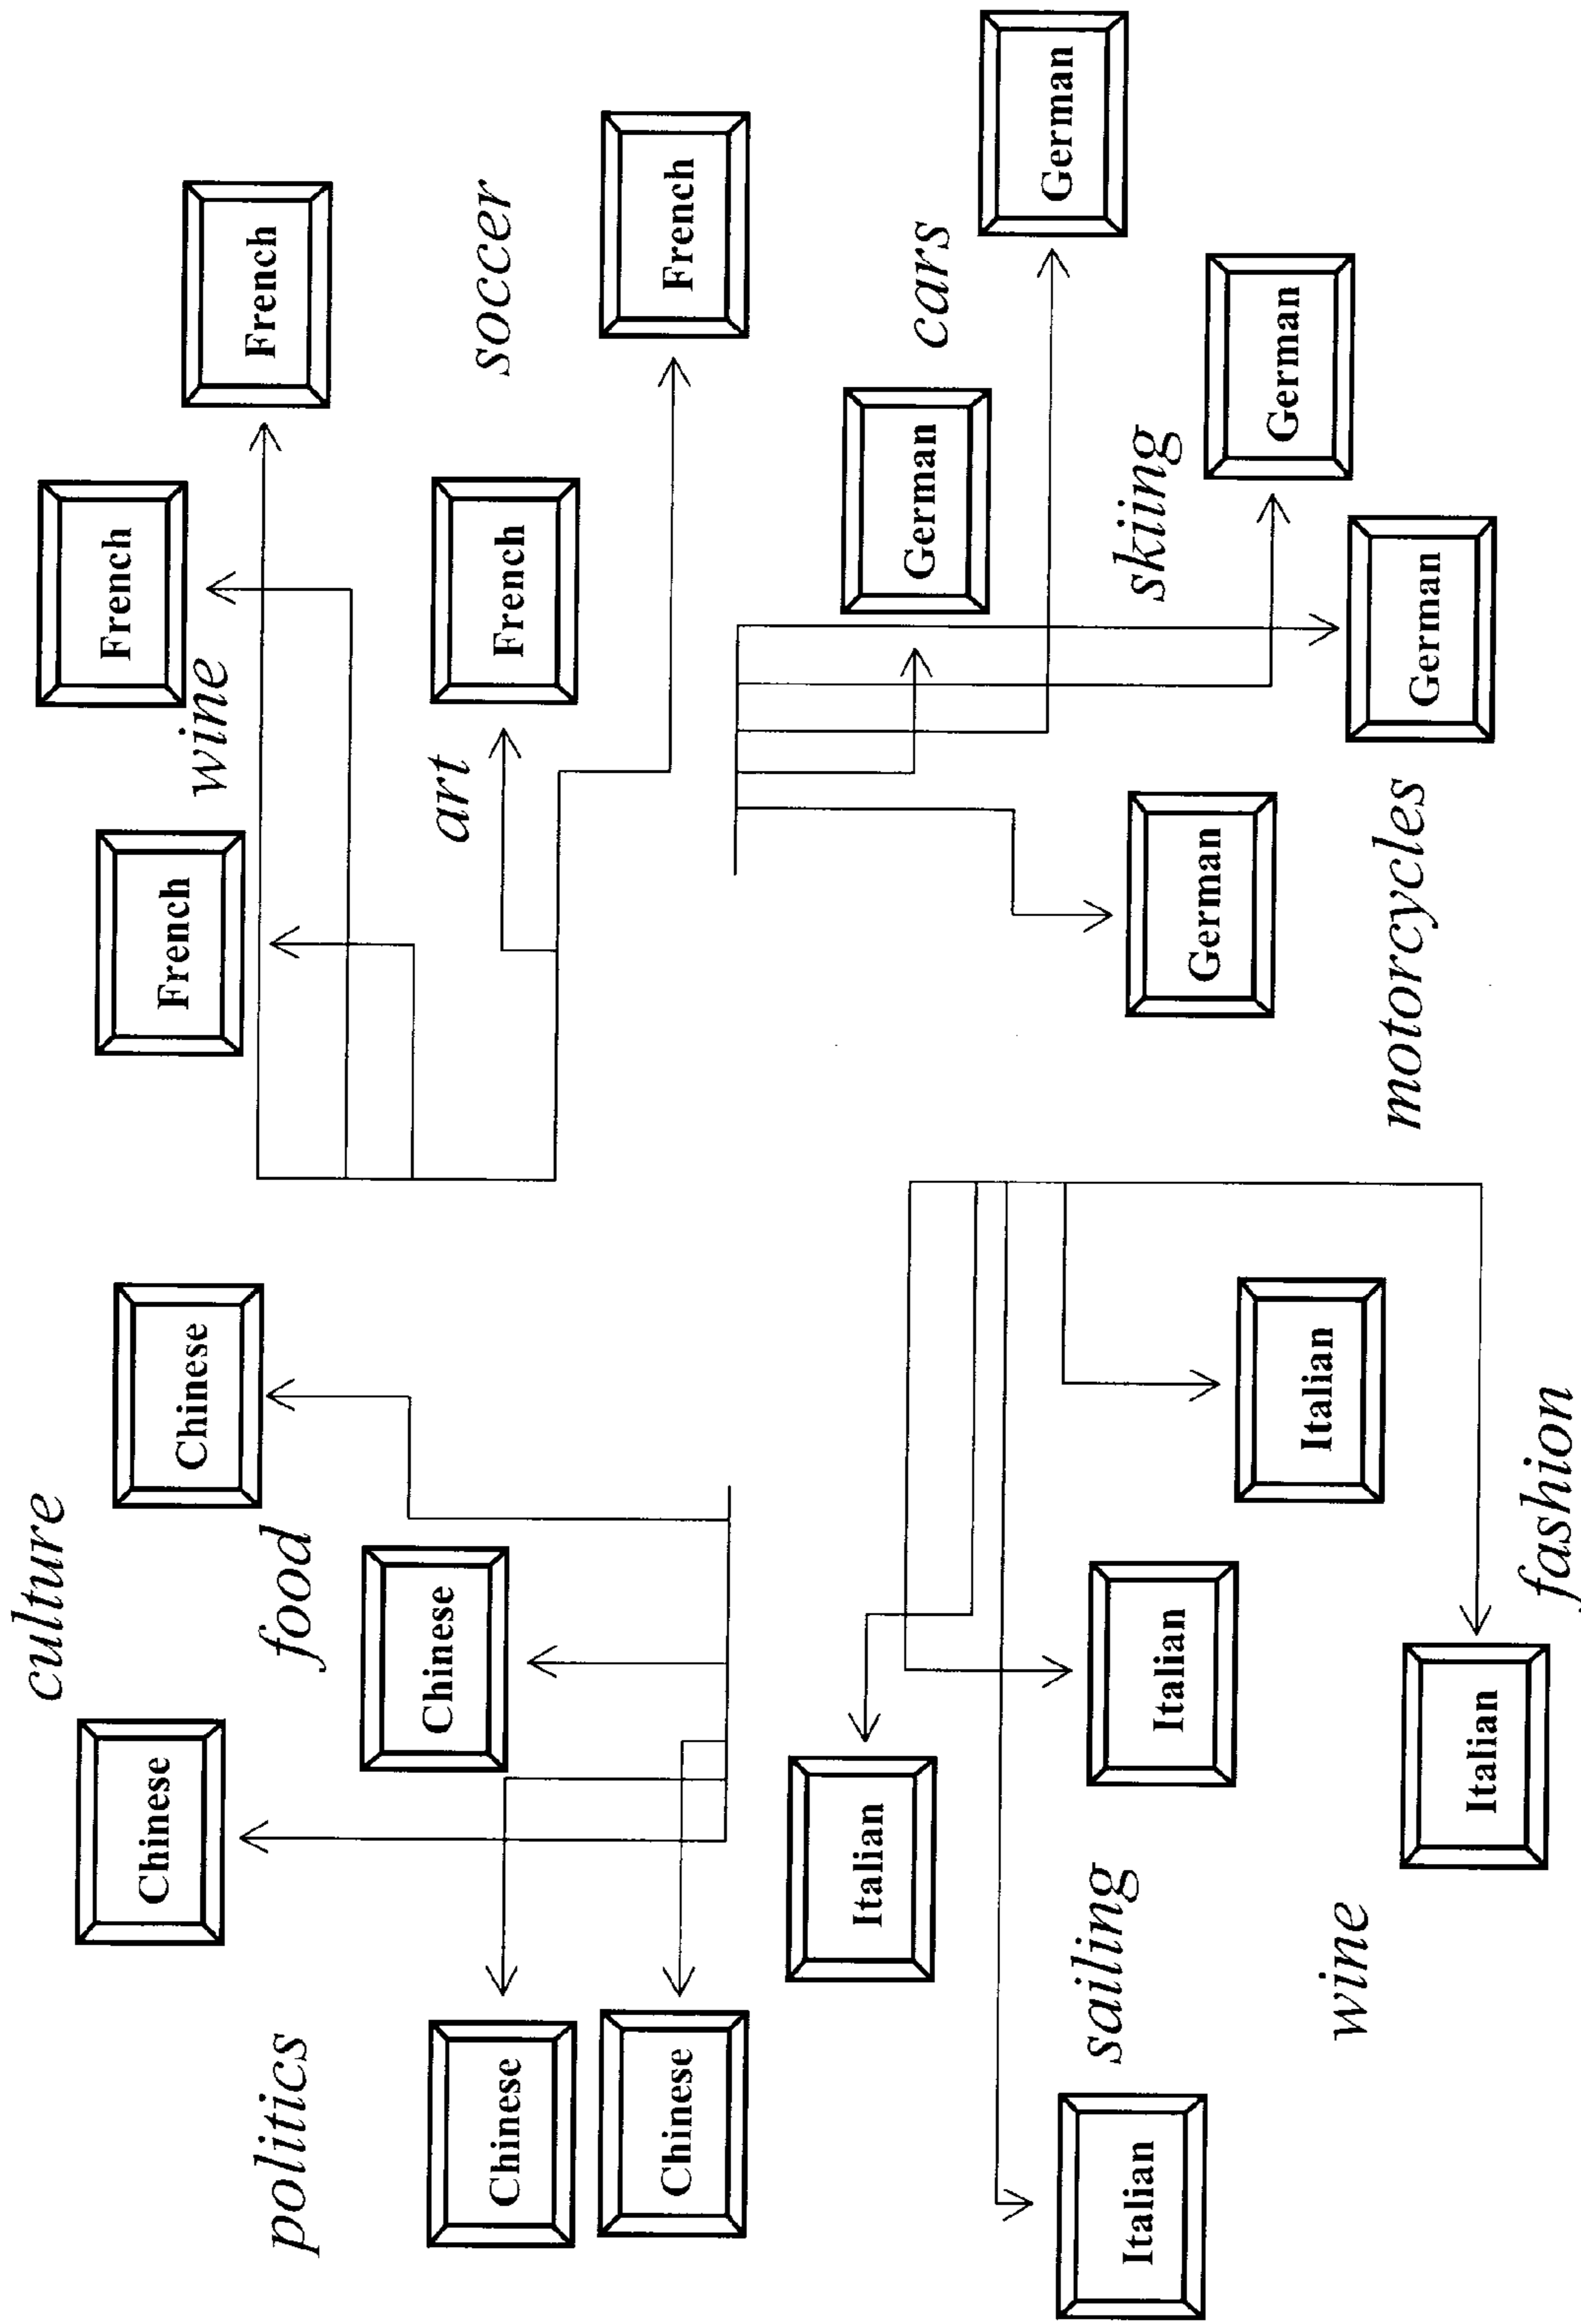 culture
French
Chinese
French
Chinese
wine
French
politics
food
Chinese
art
soccer
Chinese
French
Chinese
French
Italian
German
cars
German
sailing
Italian
skiing
Italian
German
German
Italian
wine
motorcycles
German
Italian
fashion